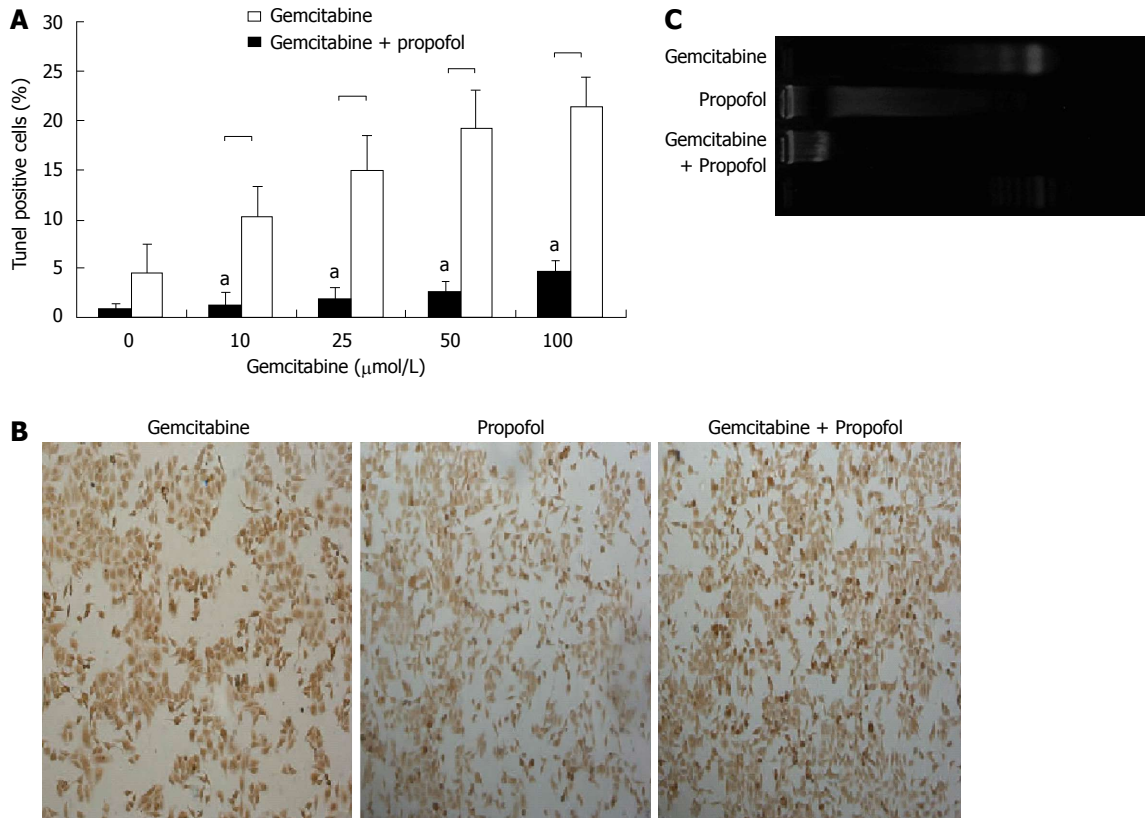 A
30
25
20
15
10
5
0
Tunel positive cells (%)
Gemcitabine
Gemcitabine + propofol
a
a
a
a
0 10 25 50 100
Gemcitabine (μmol/L)
C
Gemcitabine
Propofol
Gemcitabine
+ Propofol
B
Gemcitabine Propofol Gemcitabine + Propofol